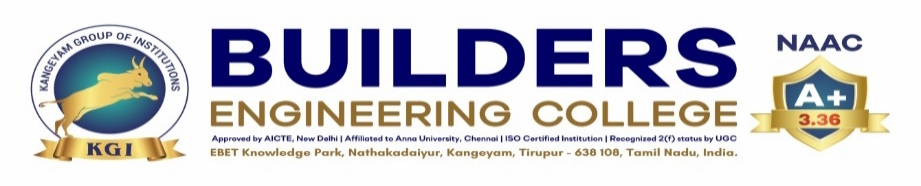 KANGEYAM GROUP OF INSTITUTIONS
KGI
BUILDERS
ENGINEERING COLLEGE
Approved by AICTE, New Delhi | Affiliated to Anna University, Chennai | ISO Certified Institution | Recognized 2(f) status by UGC
EBET Knowledge Park, Nathakadaiyur, Kangeyam, Tirupur - 638 108, Tamil Nadu, India.
NAAC
A+
3.36